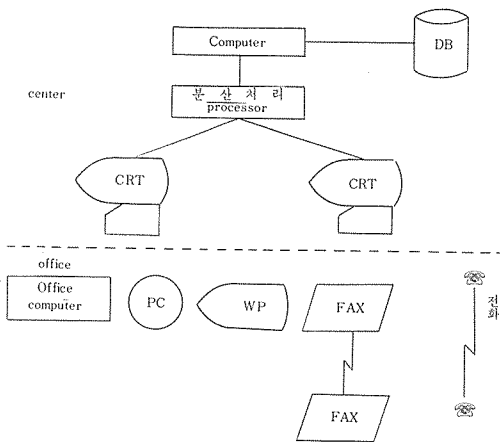 Computer
DB
center
분산처리
processor
CRT
CRT
office
Office
computer
PC
WP
FAX
전화
FAX